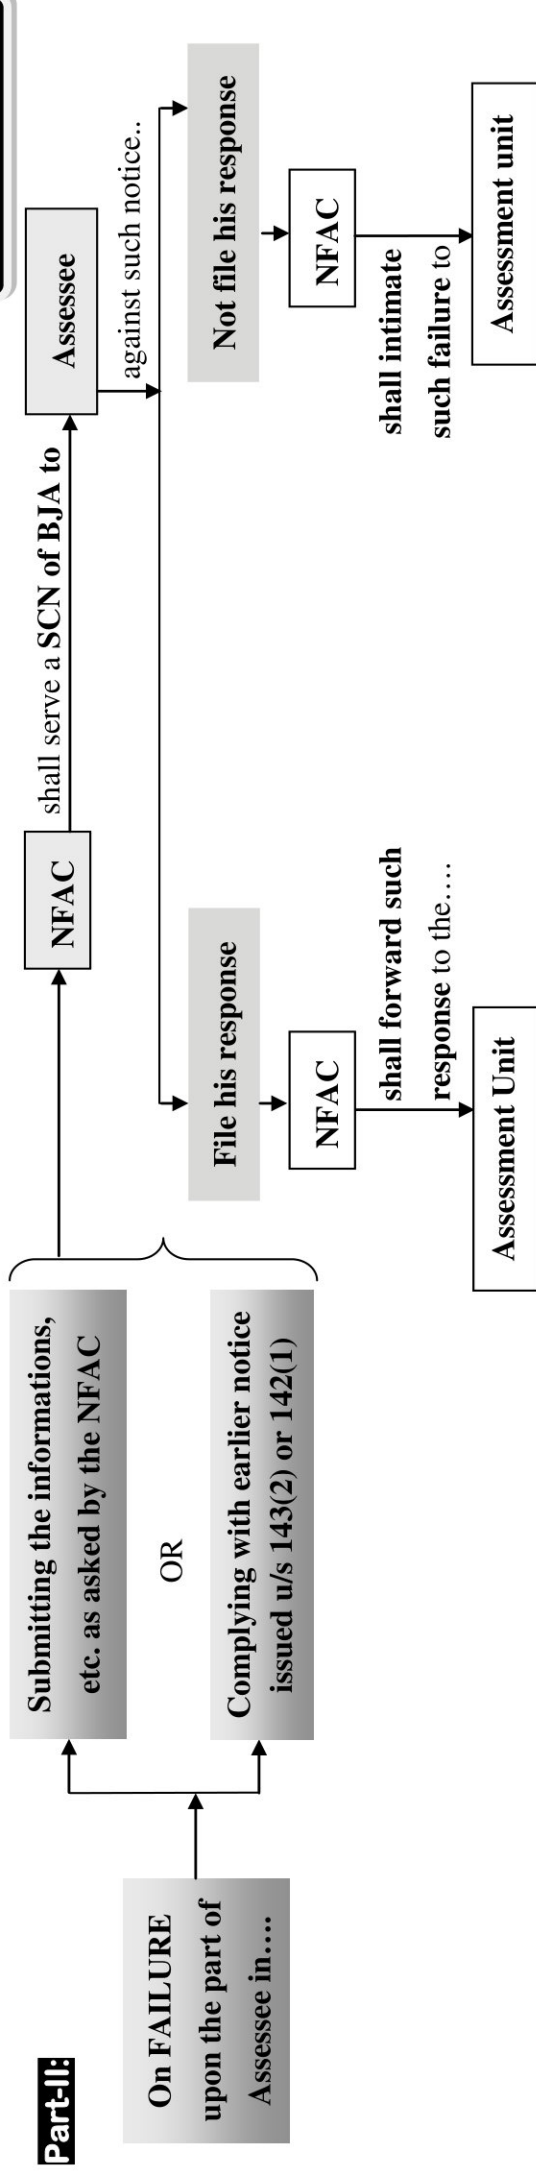 Part-II:
On FAILURE
upon the part of
Assessee in….
Submitting the informations,
etc. as asked by the NFAC
OR
Complying with earlier notice
issued u/s 143(2) or 142(1)
NFAC
shall serve a SCN of BJA to
Assessee
against such notice..
File his response
NFAC
shall forward such
response to the….
Assessment Unit
Not file his response
NFAC
shall intimate
such failure to
Assessment unit